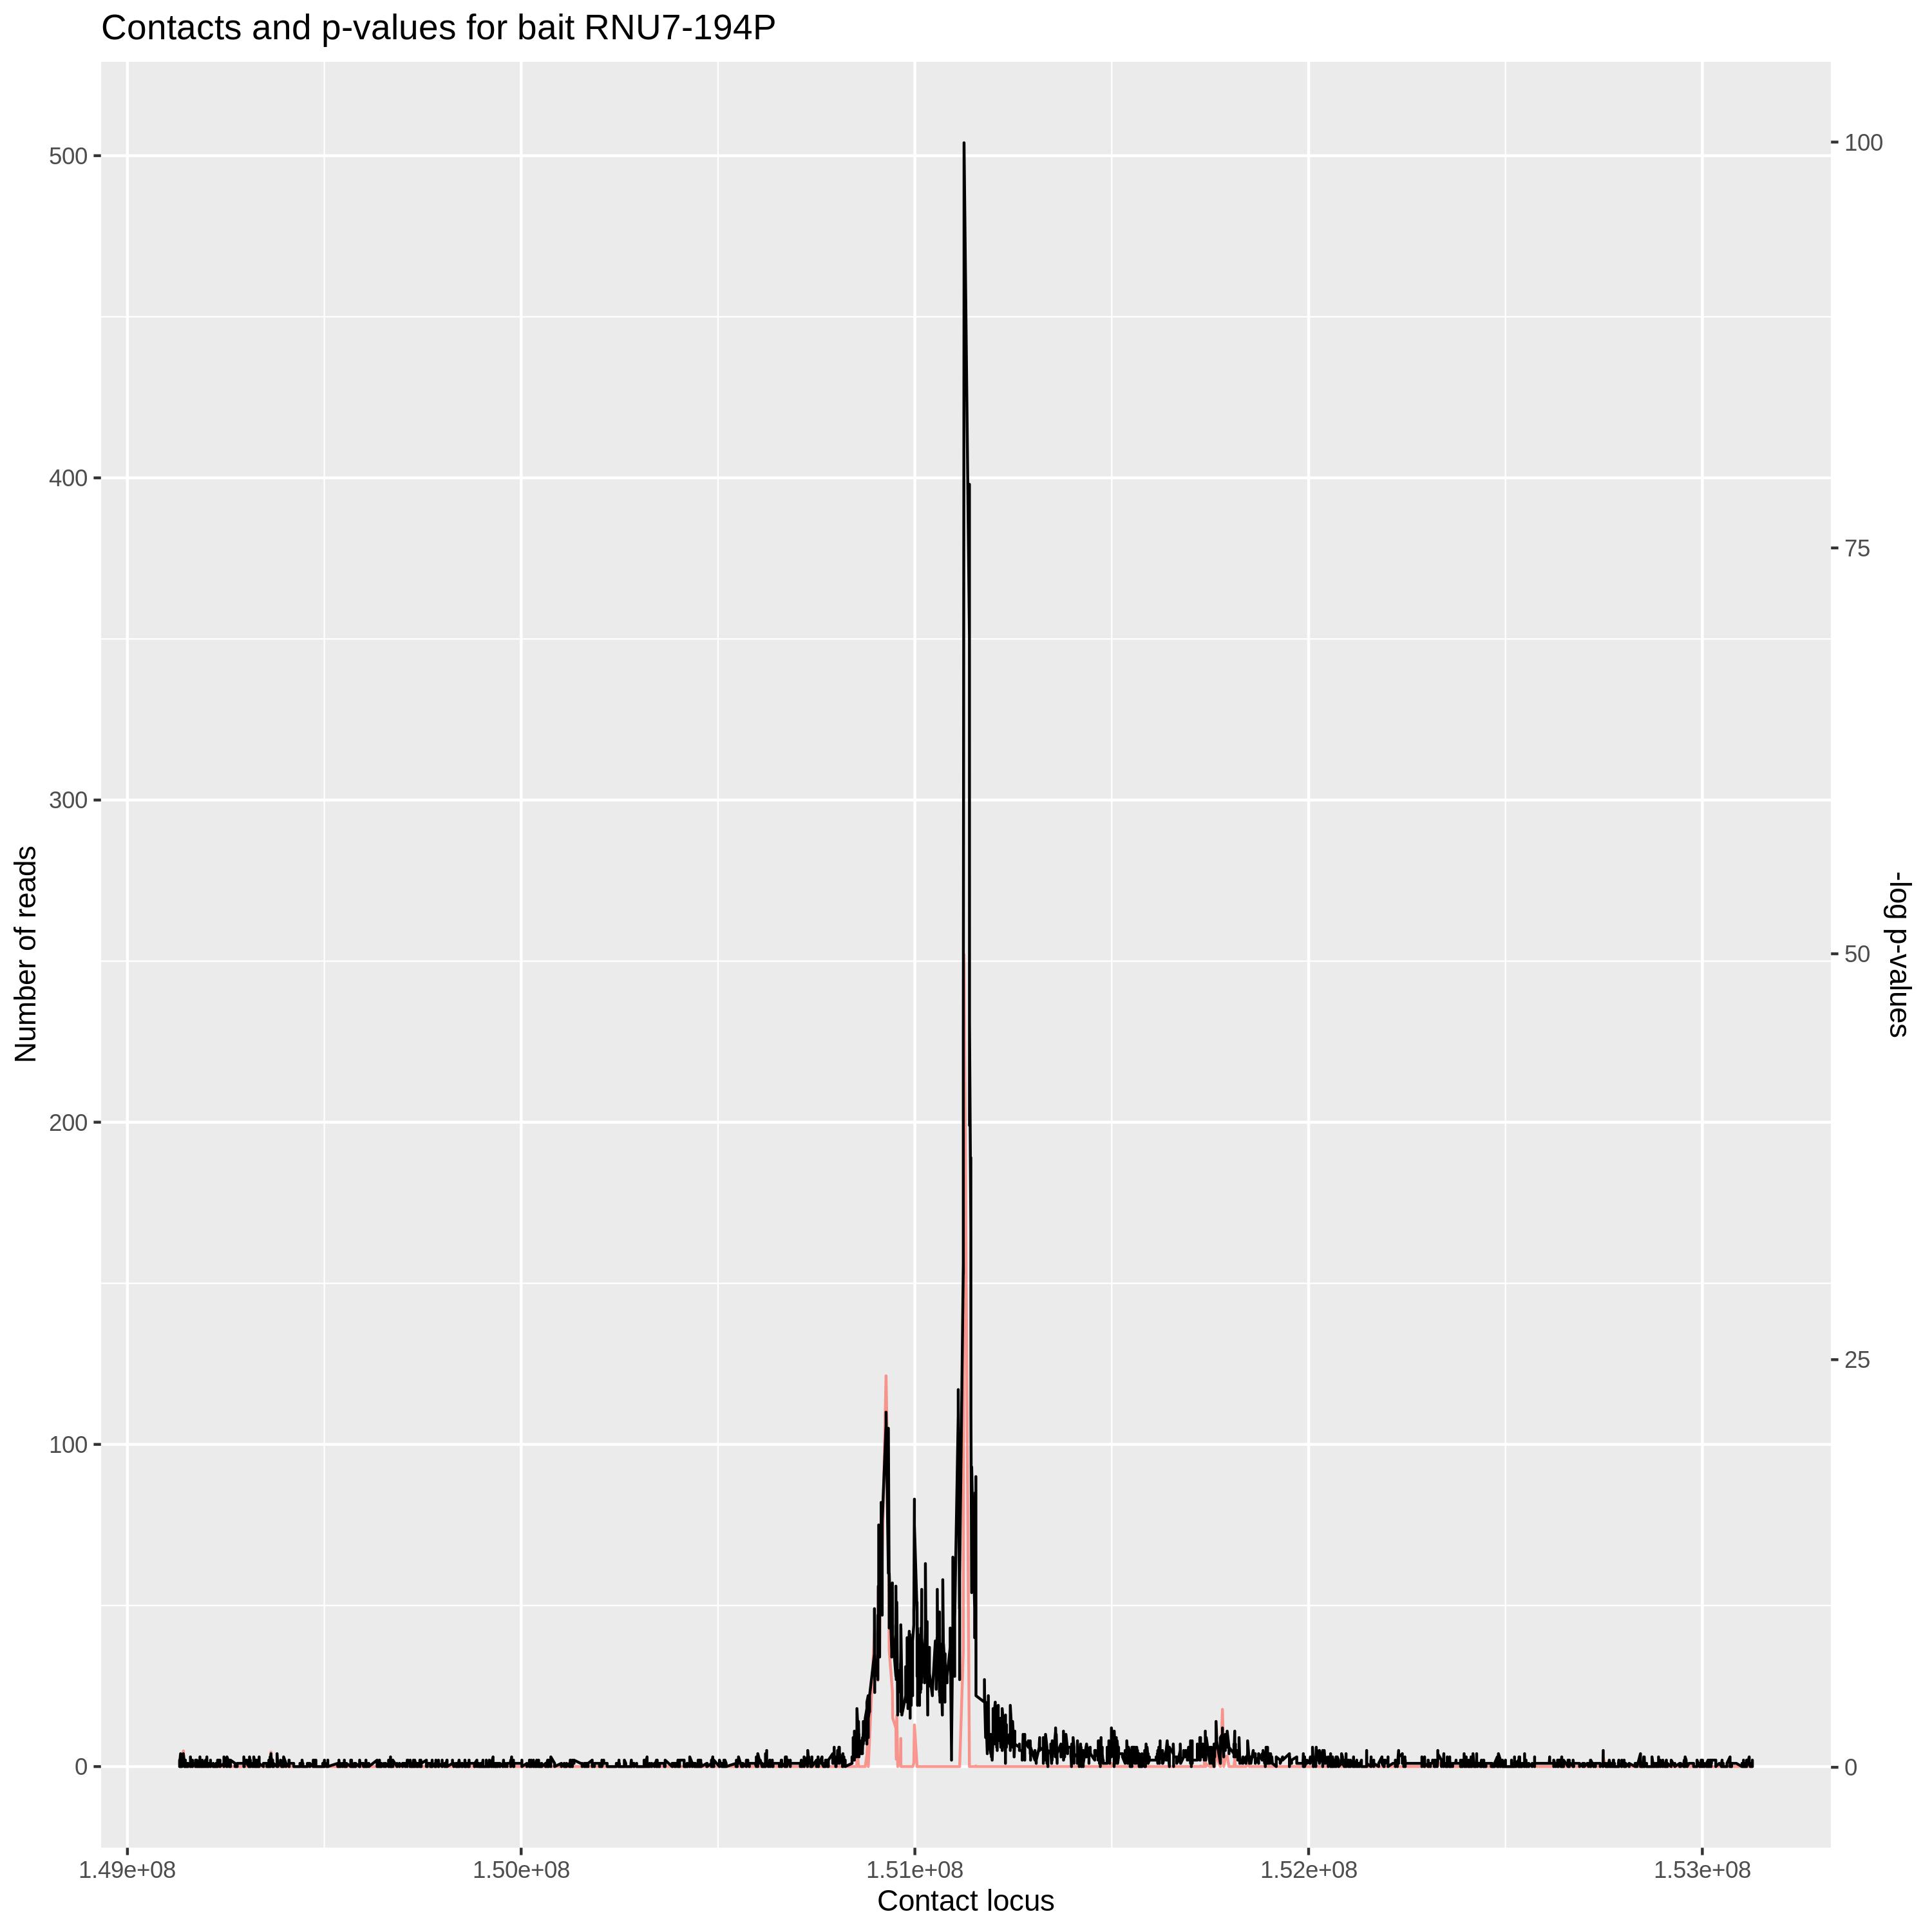 Contacts and p-values for bait RNU7-194P
500
400
300
200
100
0
Number of reads
100
75
50
25
0
-log p-values
1.49e+08
1.50e+08
1.51e+08
1.52e+08
1.53e+08
Contact locus